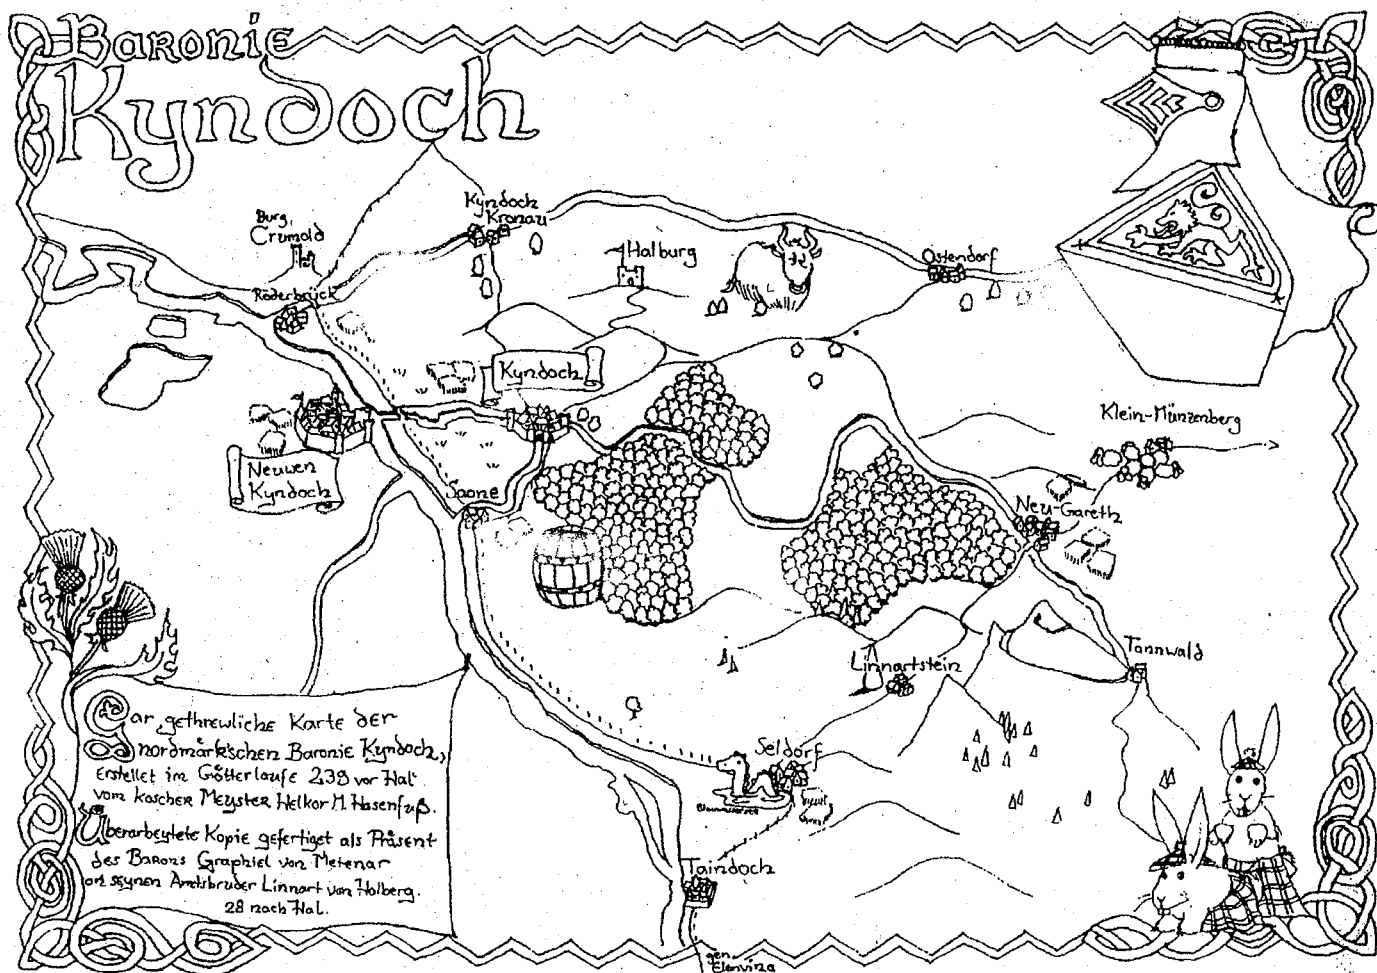 Baronie
Kyndoch
Burg
Crumold
Kyndoch
Kronau
Halburg
Ostendorf
Röderbrück
Kyndoch
Klein-Münzenberg
Neuwen
Kyndoch
Saone
Neu-Gareth
Tannwald
Linnartstein
Seldorf
Taindoch
gen
Elenvina
Gar gethrewliche Karte der
nordmärk'schen Baronie Kyndoch,
erstellet im Götterlaufe 239 vor Hal
vom koscher Meyster Helkor H. Hasenfuß.
Überarbeytete Kopie gefertiget als Präsent
des Barons Graphiel von Metenar
an seynen Amtsbruder Linnart von Halberg.
28 nach Hal.